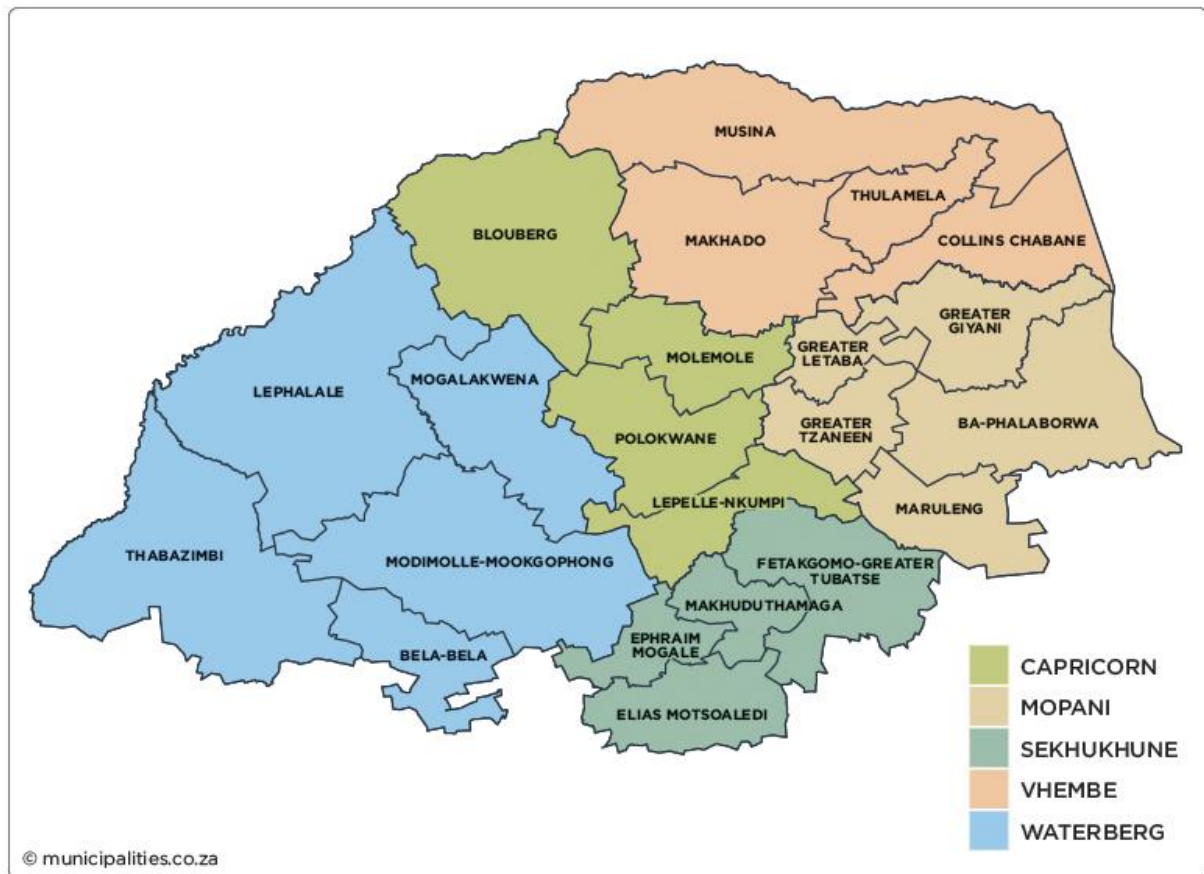 MUSINA
THULAMELA
BLOUBERG
MAKHADO
COLLINS CHABANE
GREATER
GIYANI
MOLEMOLE
GREATER
LETABA
MOGALAKWENA
LEPHALALE
POLOKWANE
GREATER
TZANEEN
BA-PHALABORWA
LEPELLE-NKUMPI
MARULENG
THABAZIMBI
MODIMOLLE-MOOKGOPHONG
FETAKGOMO-GREATER
TUBATSE
MAKHUDUTHAMAGA
EPHRAIM
MOGALE
BELA-BELA
ELIAS MOTSOALEDI
CAPRICORN
MOPANI
SEKHUKHUNE
VHEMBE
WATERBERG
© municipalities.co.za